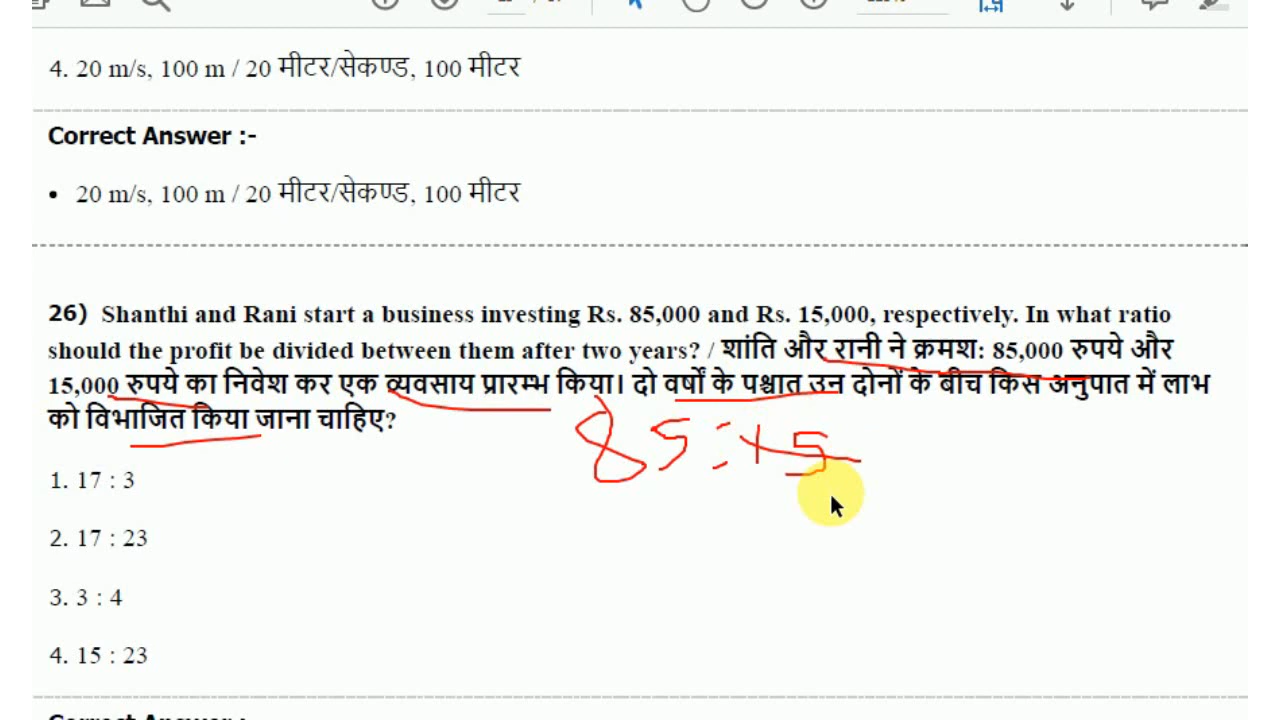 4. 20 m/s, 100 m / 20 मीटर/सेकण्ड, 100 मीटर
Correct Answer :-
• 20 m/s, 100 m / 20 मीटर/सेकण्ड, 100 मीटर
26) Shanthi and Rani start a business investing Rs. 85,000 and Rs. 15,000, respectively. In what ratio
should the profit be divided between them after two years? / शांति और रानी ने क्रमश: 85,000 रुपये और
15,000 रुपये का निवेश कर एक व्यवसाय प्रारम्भ किया। दो वर्षों के पश्चात उन दोनों के बीच किस अनुपात में लाभ
को विभाजित किया जाना चाहिए?
85:15
1. 17 : 3
2. 17 : 23
3. 3 : 4
4. 15 : 23
Correct Answer :-